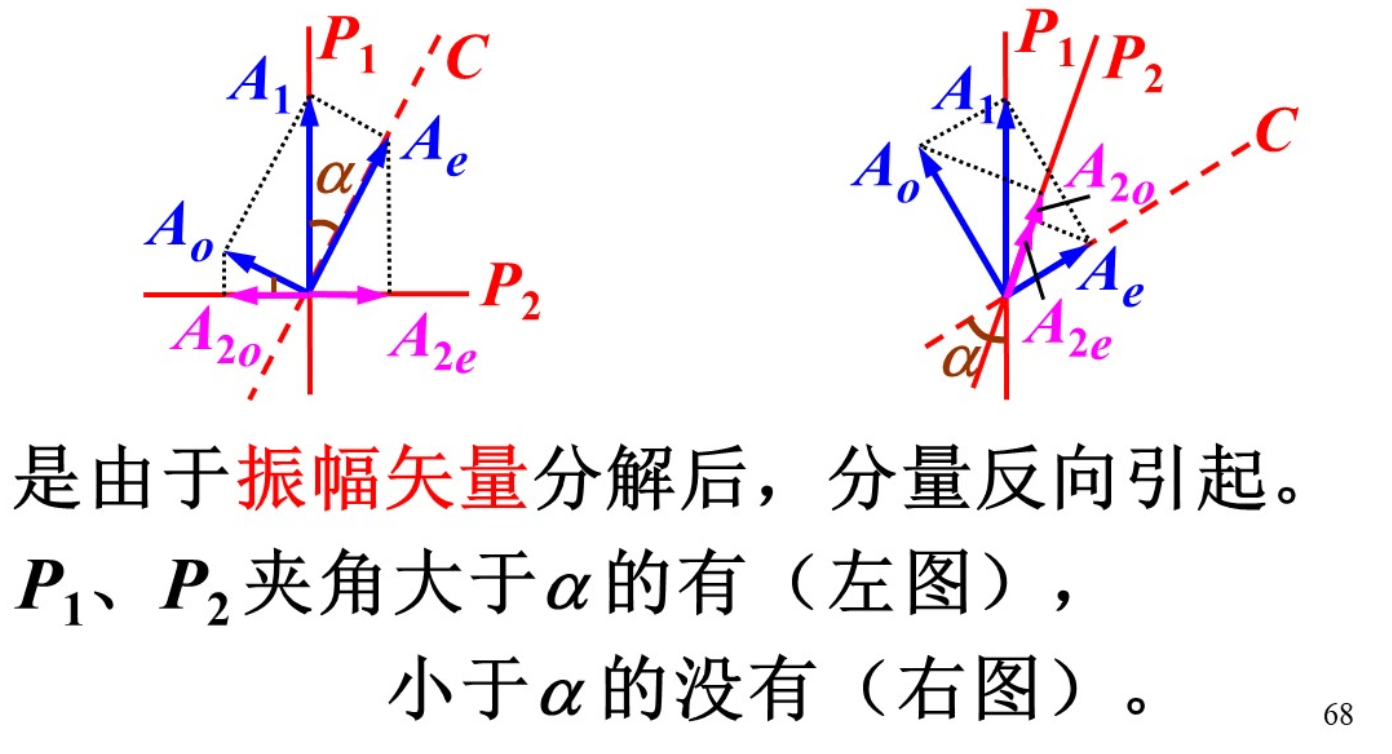 P₁ C
A₁
Aₑ
α
Aₒ
P₂
A₂ₒ A₂ₑ
P₁ P₂
A₁
C
Aₒ A₂ₒ
Aₑ
A₂ₑ
α
是由于振幅矢量分解后，分量反向引起。
P₁、P₂夹角大于α的有（左图），
小于α的没有（右图）。
68